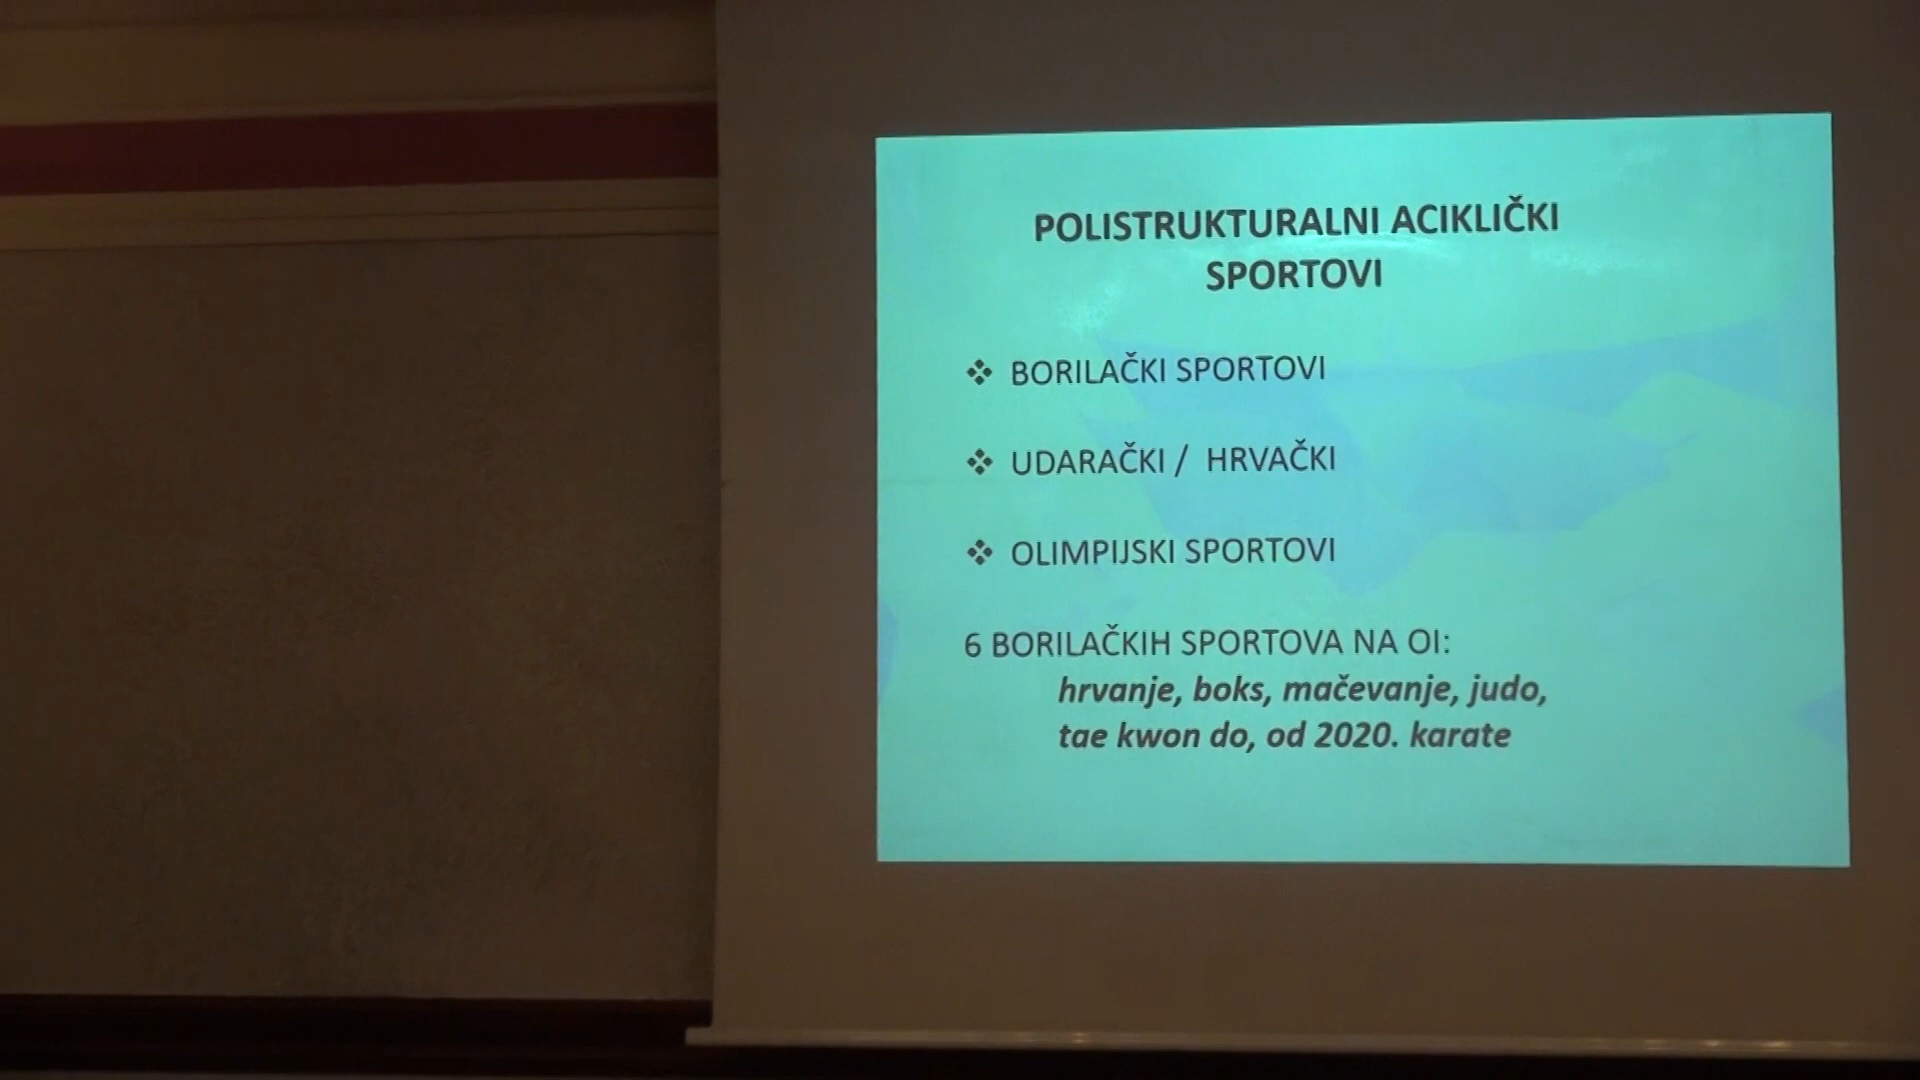 POLISTRUKTURALNI ACIKLIČKI
SPORTOVI
❖ BORILAČKI SPORTOVI
❖ UDARAČKI / HRVAČKI
❖ OLIMPIJSKI SPORTOVI
6 BORILAČKIH SPORTOVA NA OI:
hrvanje, boks, mačevanje, judo,
tae kwon do, od 2020. karate